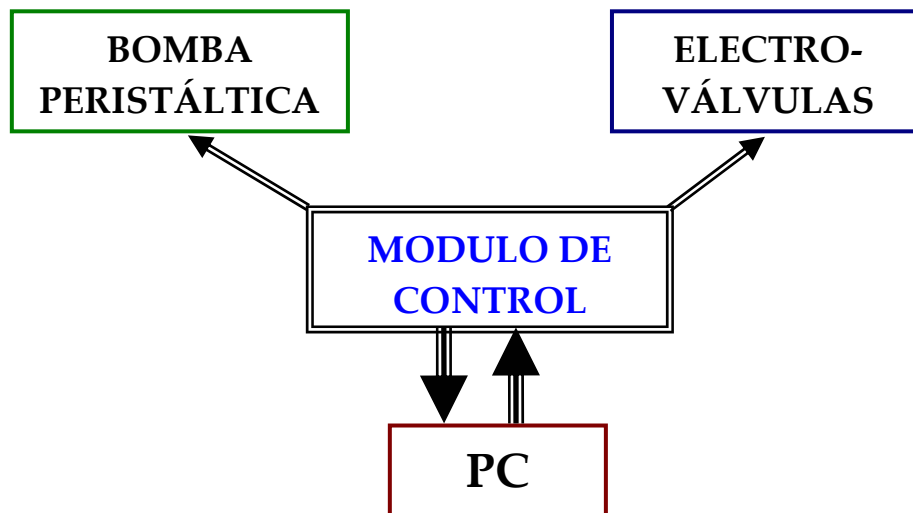 BOMBA
PERISTÁLTICA
ELECTRO-
VÁLVULAS
MODULO DE
CONTROL
PC